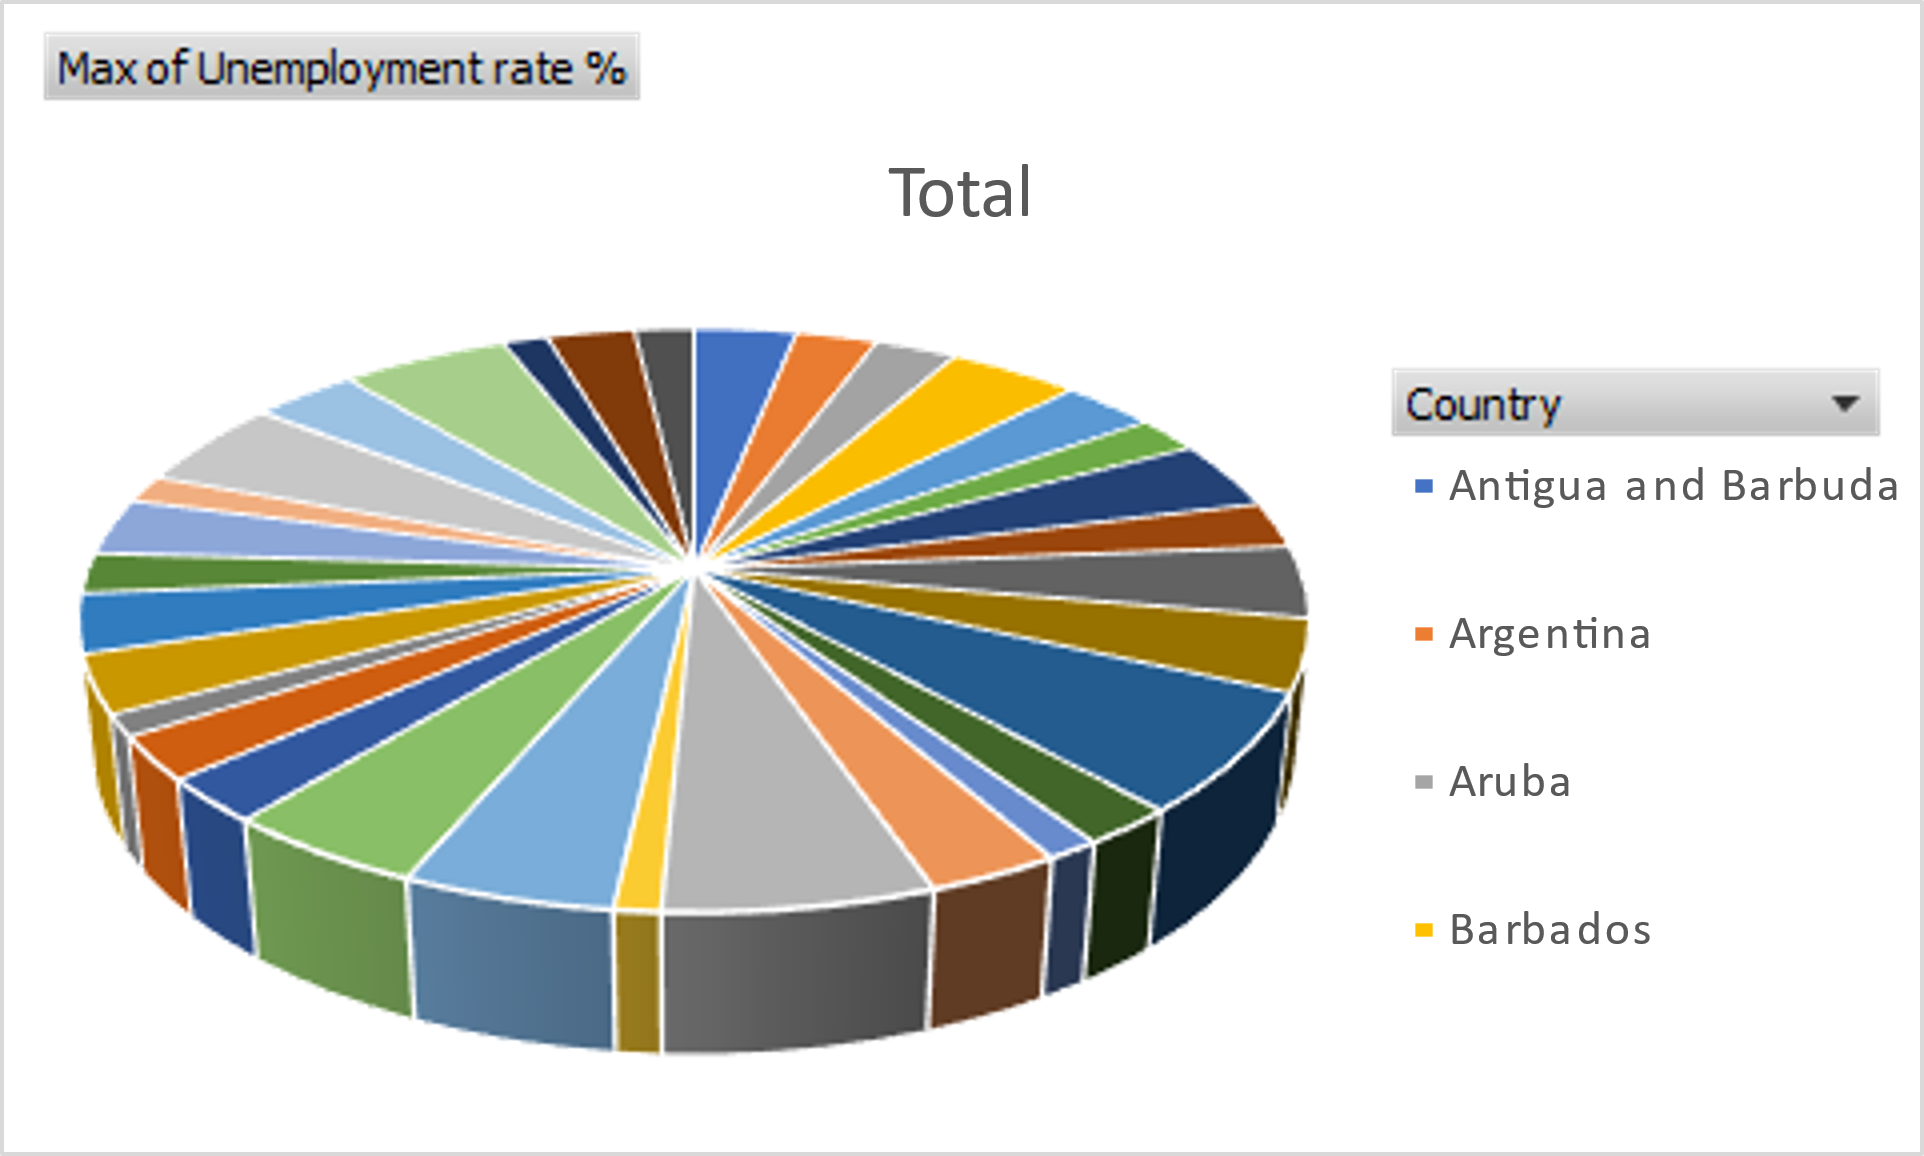 Max of Unemployment rate %
Total
Country
Antigua and Barbuda
Argentina
Aruba
Barbados